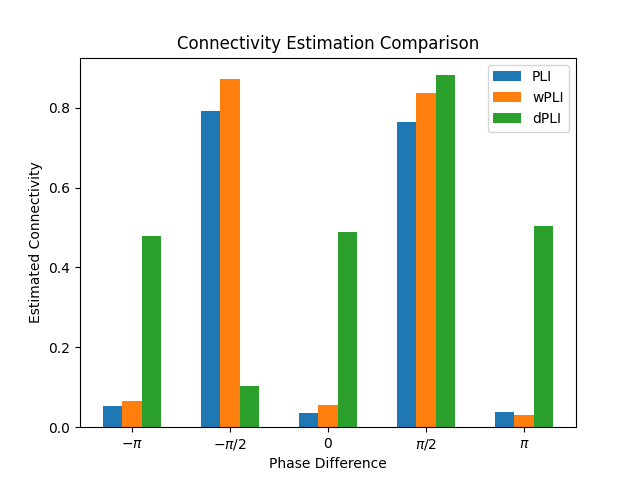 Connectivity Estimation Comparison
PLI
wPLI
dPLI
Estimated Connectivity
0.8
0.6
0.4
0.2
0.0
−π
−π/2
0
π/2
π
Phase Difference